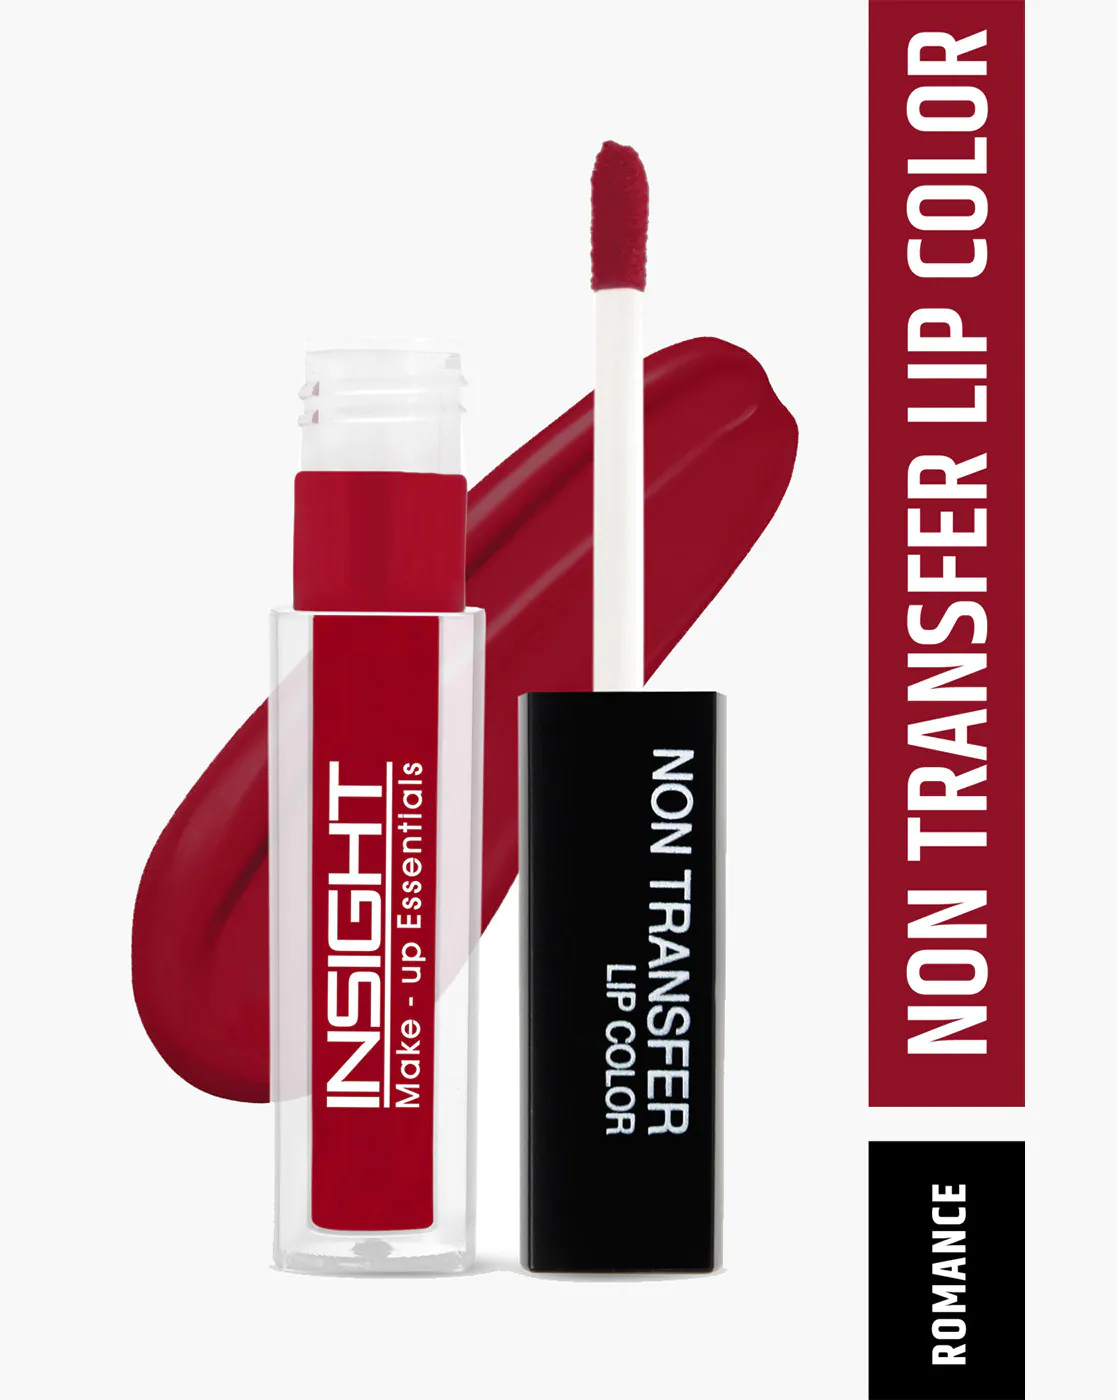 INSIGHT
Make - up Essentials
NON TRANSFER
LIP COLOR
NON TRANSFER LIP COLOR
ROMANCE